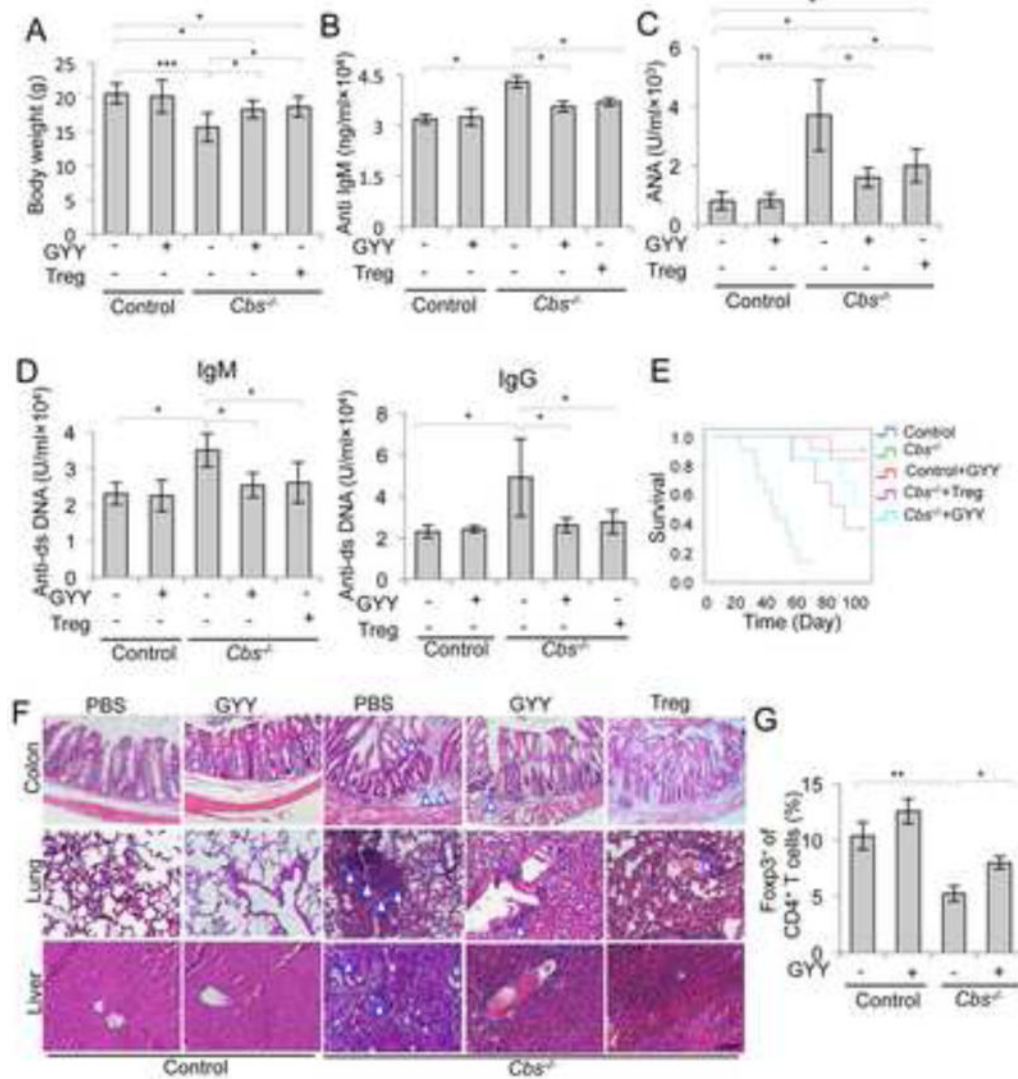 A
Body weight (g)
25
20
15
10
5
0
* * *** * *
GYY - + - + -
Treg - - - - +
Control Cbs-/-
B
Anti IgM (ng/ml×10⁴)
4.5
3
1.5
0
* * *
- + - + -
- - - - +
Control Cbs-/-
C
ANA (U/ml×10³)
6
4
2
0
* * ** * *
GYY - + - + -
Treg - - - - +
Control Cbs-/-
D
IgM
Anti-ds DNA (U/ml×10⁴)
4
3
2
1
0
* * *
GYY - + - + -
Treg - - - - +
Control Cbs-/-
IgG
Anti-ds DNA (U/ml×10⁴)
8
6
4
2
0
* * *
GYY - + - + -
Treg - - - - +
Control Cbs-/-
E
Survival
1.0
0.8
0.6
0.4
0.2
0.0
0 20 40 60 80 100
Time (Day)
Control
Cbs-/-
Control+GYY
Cbs-/-+Treg
Cbs-/-+GYY
F
PBS GYY PBS GYY Treg
Colon
Lung
Liver
Control Cbs-/-
G
Foxp3⁺ of
CD4⁺ T cells (%)
15
10
5
0
** *
GYY - + - +
Control Cbs-/-